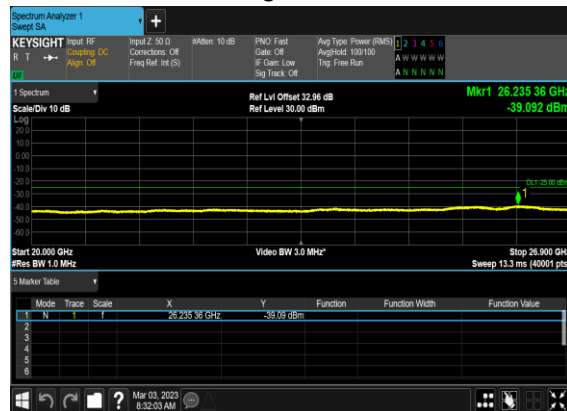 Spectrum Analyzer 1
Swept SA
KEYSIGHT Input: RF Input Z: 50 Ω #Atten: 10 dB PNO: Fast Avg Type: Power (RMS) 1 2 3 4 5 6
R T Coupling: DC Corrections: Off Gate: Off Avg|Hold: 100/100 A W W W W W
Align: Off Freq Ref: Int (S) IF Gain: Low Trig: Free Run
Sig Track: Off A N N N N N
1 Spectrum Ref Lvl Offset 32.96 dB Mkr1 26.235 36 GHz
Scale/Div 10 dB Ref Level 30.00 dBm -39.092 dBm
Log
20.0
10.0
0.00
-10.0
-20.0
-30.0
-40.0
-50.0
-60.0
DL1 -25.00 dBm
1
Start 20.000 GHz Video BW 3.0 MHz* Stop 26.900 GHz
#Res BW 1.0 MHz Sweep 13.3 ms (40001 pts)
5 Marker Table
Mode Trace Scale X Y Function Function Width Function Value
1 N 1 f 26.235 36 GHz -39.09 dBm
2
3
4
5
6
? Mar 03, 2023
8:32:03 AM